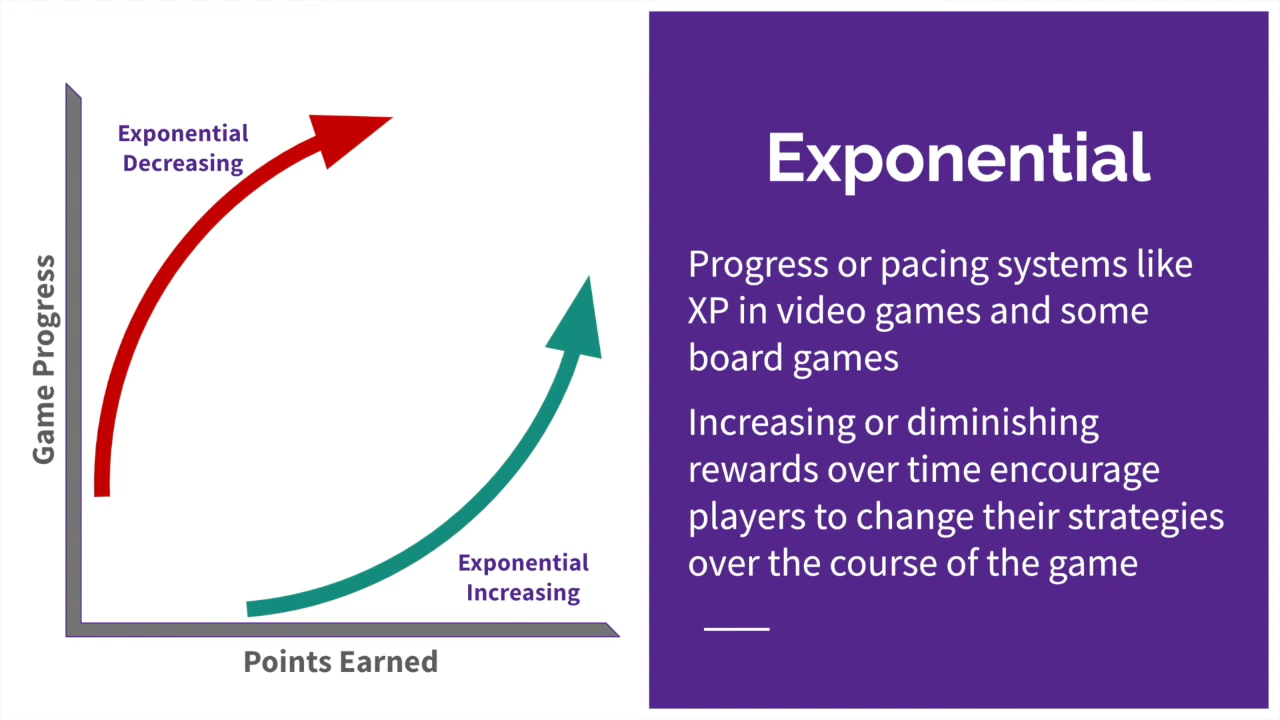 Exponential
Decreasing
Game Progress
Exponential
Increasing
Points Earned
Exponential
Progress or pacing systems like
XP in video games and some
board games
Increasing or diminishing
rewards over time encourage
players to change their strategies
over the course of the game